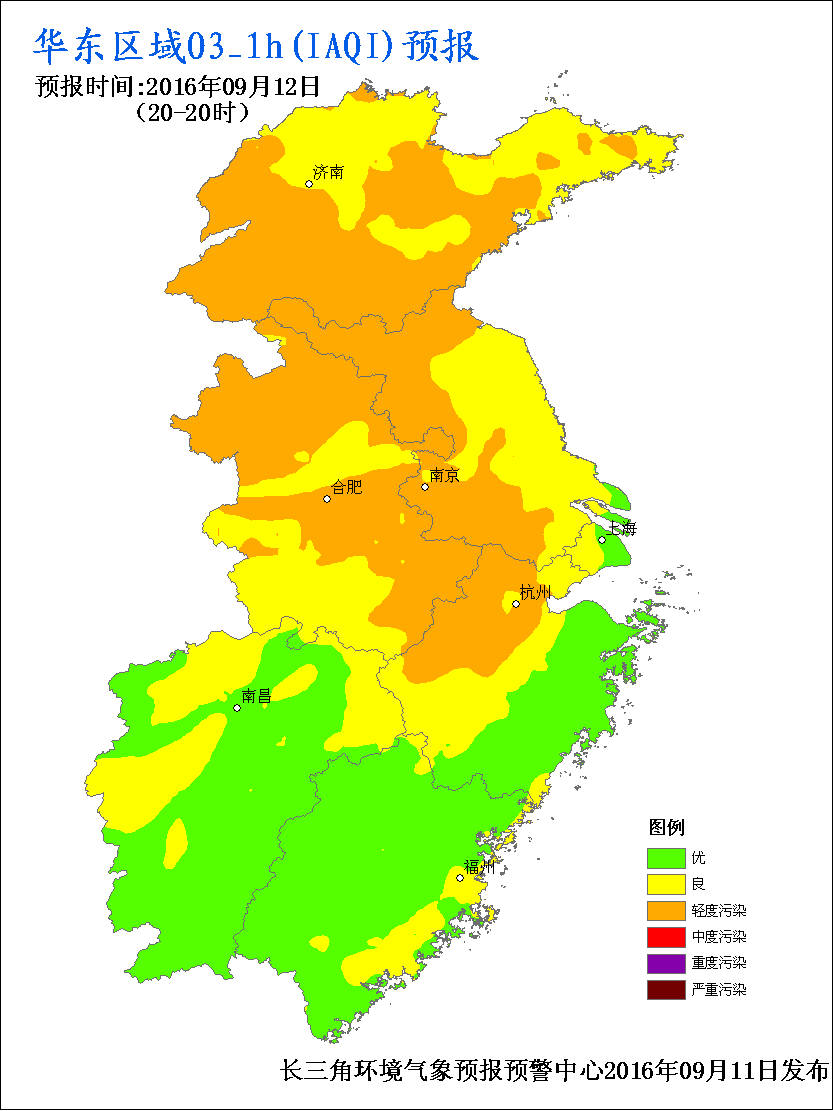 华东区域O3_1h(IAQI)预报
预报时间:2016年09月12日
（20-20时）
济南
南京
合肥
上海
杭州
南昌
福州
图例
优
良
轻度污染
中度污染
重度污染
严重污染
长三角环境气象预报预警中心2016年09月11日发布